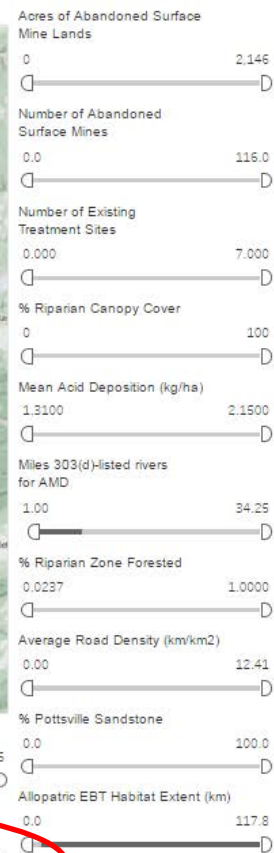 Acres of Abandoned Surface
Mine Lands
0 2,146
Number of Abandoned
Surface Mines
0.0 116.0
Number of Existing
Treatment Sites
0.000 7.000
% Riparian Canopy Cover
0 100
Mean Acid Deposition (kg/ha)
1.3100 2.1500
Miles 303(d)-listed rivers
for AMD
1.00 34.25
% Riparian Zone Forested
0.0237 1.0000
Average Road Density (km/km2)
0.00 12.41
% Pottsville Sandstone
0.0 100.0
Allopatric EBT Habitat Extent (km)
0.0 117.8